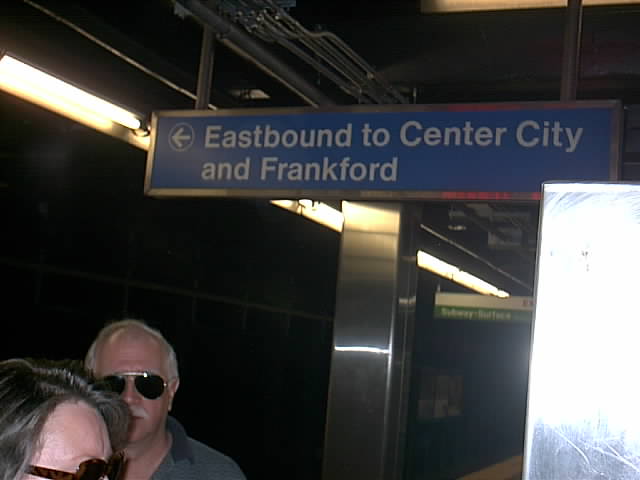 Eastbound to Center City
and Frankford
Subway-Surface